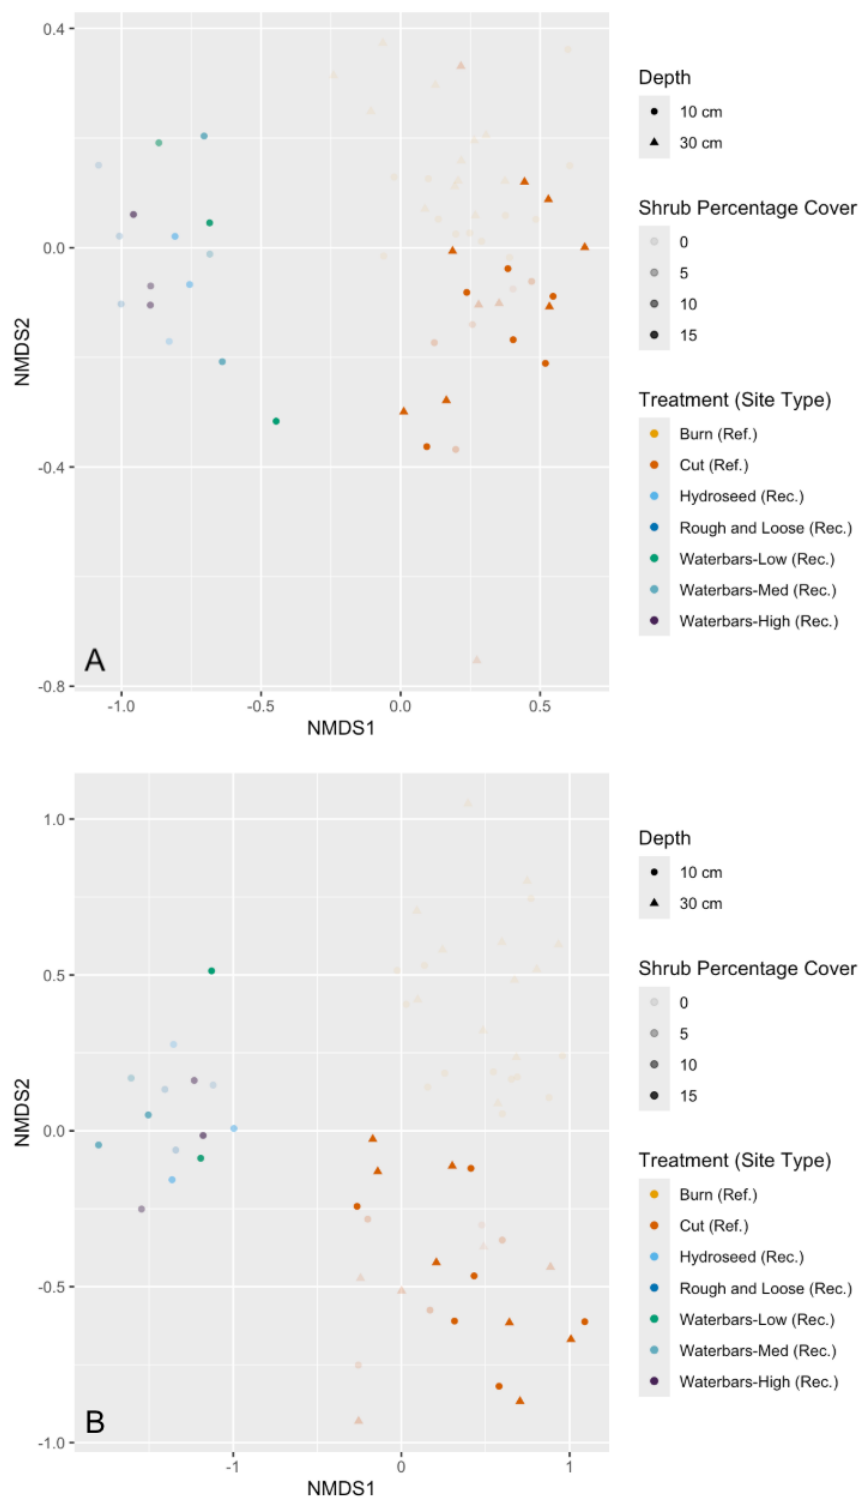 0.4
0.0
-0.4
-0.8
NMDS2
A
-1.0 -0.5 0.0 0.5
NMDS1
Depth
10 cm
30 cm
Shrub Percentage Cover
0
5
10
15
Treatment (Site Type)
Burn (Ref.)
Cut (Ref.)
Hydroseed (Rec.)
Rough and Loose (Rec.)
Waterbars-Low (Rec.)
Waterbars-Med (Rec.)
Waterbars-High (Rec.)
1.0
0.5
0.0
-0.5
-1.0
NMDS2
B
-1 0 1
NMDS1
Depth
10 cm
30 cm
Shrub Percentage Cover
0
5
10
15
Treatment (Site Type)
Burn (Ref.)
Cut (Ref.)
Hydroseed (Rec.)
Rough and Loose (Rec.)
Waterbars-Low (Rec.)
Waterbars-Med (Rec.)
Waterbars-High (Rec.)